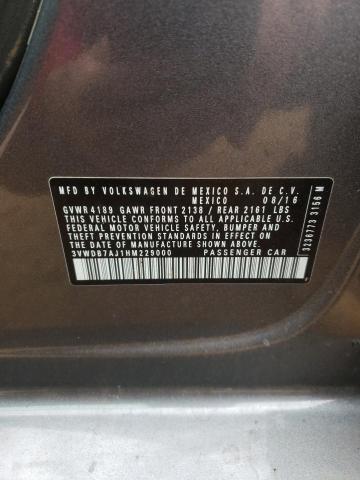 MFD BY VOLKSWAGEN DE MEXICO S.A. DE C.V.
MEXICO 08/16
GVWR 4189 GAWR FRONT 2138 / REAR 2161 LBS
THIS VEHICLE CONFORMS TO ALL APPLICABLE U.S.
FEDERAL MOTOR VEHICLE SAFETY, BUMPER AND
THEFT PREVENTION STANDARDS IN EFFECT ON THE
DATE OF MANUFACTURE SHOWN ABOVE
3VWDB7AJ1HM229000 PASSENGER CAR
3238773 3156 M